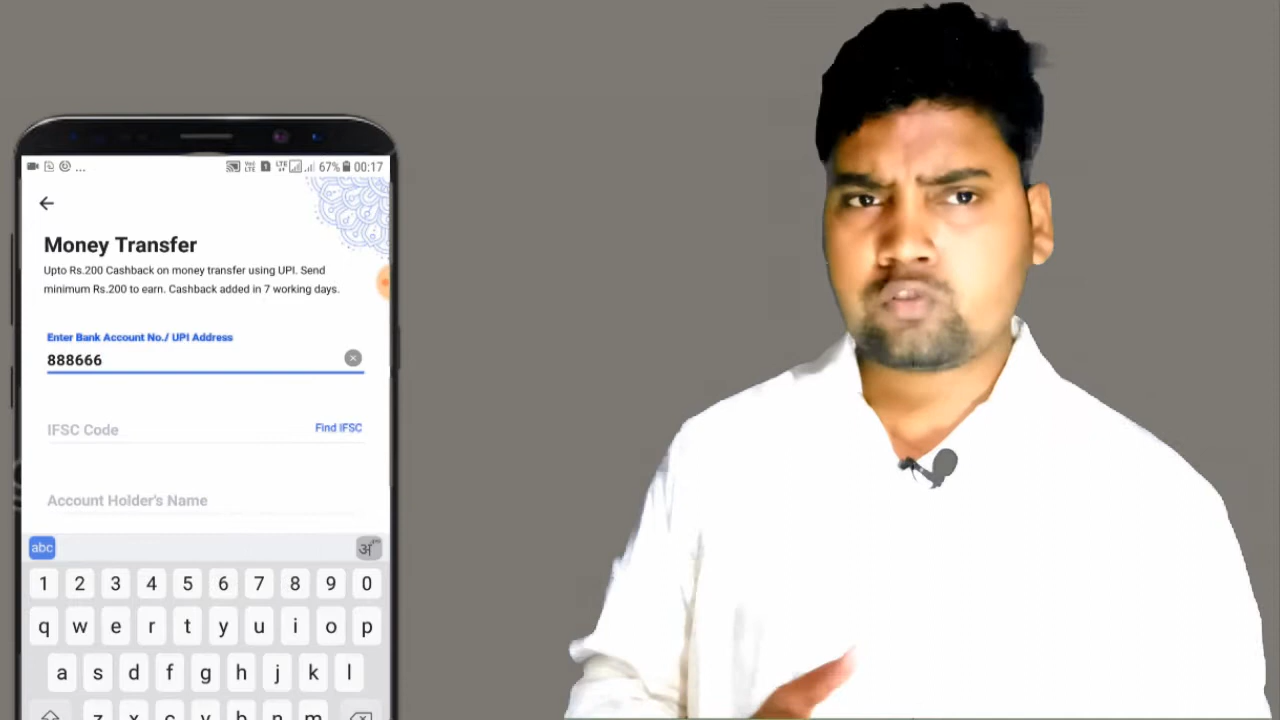 67% 00:17
Money Transfer
Upto Rs.200 Cashback on money transfer using UPI. Send
minimum Rs.200 to earn. Cashback added in 7 working days.
Enter Bank Account No./ UPI Address
888666
IFSC Code Find IFSC
Account Holder's Name
abc अ
1 2 3 4 5 6 7 8 9 0
q w e r t y u i o p
a s d f g h j k l
z x c v b n m